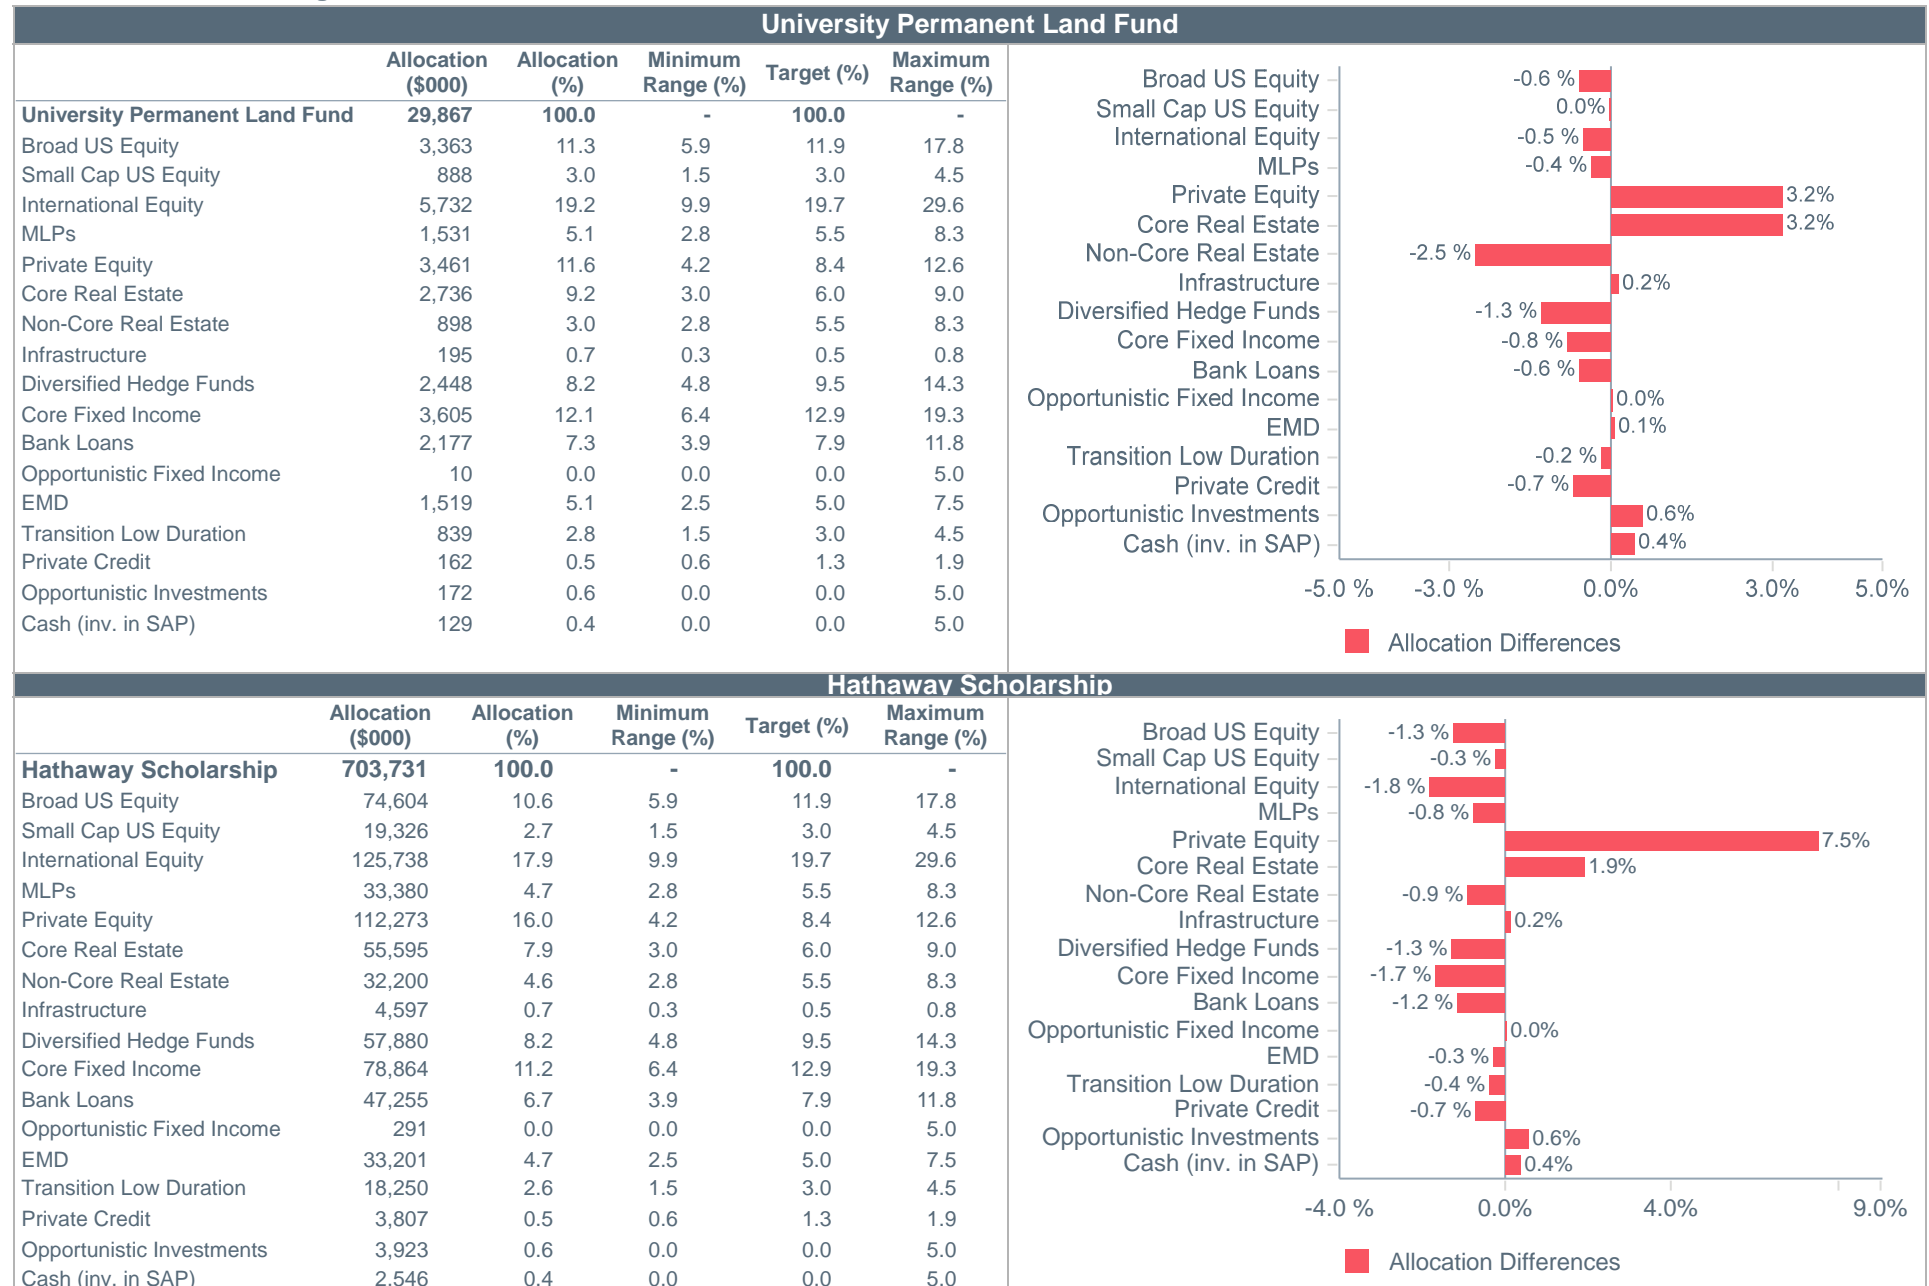 University Permanent Land Fund
Allocation ($000) Allocation (%) Minimum Range (%) Target (%) Maximum Range (%)
University Permanent Land Fund 29,867 100.0 - 100.0 -
Broad US Equity 3,363 11.3 5.9 11.9 17.8
Small Cap US Equity 888 3.0 1.5 3.0 4.5
International Equity 5,732 19.2 9.9 19.7 29.6
MLPs 1,531 5.1 2.8 5.5 8.3
Private Equity 3,461 11.6 4.2 8.4 12.6
Core Real Estate 2,736 9.2 3.0 6.0 9.0
Non-Core Real Estate 898 3.0 2.8 5.5 8.3
Infrastructure 195 0.7 0.3 0.5 0.8
Diversified Hedge Funds 2,448 8.2 4.8 9.5 14.3
Core Fixed Income 3,605 12.1 6.4 12.9 19.3
Bank Loans 2,177 7.3 3.9 7.9 11.8
Opportunistic Fixed Income 10 0.0 0.0 0.0 5.0
EMD 1,519 5.1 2.5 5.0 7.5
Transition Low Duration 839 2.8 1.5 3.0 4.5
Private Credit 162 0.5 0.6 1.3 1.9
Opportunistic Investments 172 0.6 0.0 0.0 5.0
Cash (inv. in SAP) 129 0.4 0.0 0.0 5.0
Broad US Equity -0.6 %
Small Cap US Equity 0.0%
International Equity -0.5 %
MLPs -0.4 %
Private Equity 3.2%
Core Real Estate 3.2%
Non-Core Real Estate -2.5 %
Infrastructure 0.2%
Diversified Hedge Funds -1.3 %
Core Fixed Income -0.8 %
Bank Loans -0.6 %
Opportunistic Fixed Income 0.0%
EMD 0.1%
Transition Low Duration -0.2 %
Private Credit -0.7 %
Opportunistic Investments 0.6%
Cash (inv. in SAP) 0.4%
-5.0 % -3.0 % 0.0% 3.0% 5.0%
Allocation Differences
Hathaway Scholarship
Allocation ($000) Allocation (%) Minimum Range (%) Target (%) Maximum Range (%)
Hathaway Scholarship 703,731 100.0 - 100.0 -
Broad US Equity 74,604 10.6 5.9 11.9 17.8
Small Cap US Equity 19,326 2.7 1.5 3.0 4.5
International Equity 125,738 17.9 9.9 19.7 29.6
MLPs 33,380 4.7 2.8 5.5 8.3
Private Equity 112,273 16.0 4.2 8.4 12.6
Core Real Estate 55,595 7.9 3.0 6.0 9.0
Non-Core Real Estate 32,200 4.6 2.8 5.5 8.3
Infrastructure 4,597 0.7 0.3 0.5 0.8
Diversified Hedge Funds 57,880 8.2 4.8 9.5 14.3
Core Fixed Income 78,864 11.2 6.4 12.9 19.3
Bank Loans 47,255 6.7 3.9 7.9 11.8
Opportunistic Fixed Income 291 0.0 0.0 0.0 5.0
EMD 33,201 4.7 2.5 5.0 7.5
Transition Low Duration 18,250 2.6 1.5 3.0 4.5
Private Credit 3,807 0.5 0.6 1.3 1.9
Opportunistic Investments 3,923 0.6 0.0 0.0 5.0
Cash (inv. in SAP) 2,546 0.4 0.0 0.0 5.0
Broad US Equity -1.3 %
Small Cap US Equity -0.3 %
International Equity -1.8 %
MLPs -0.8 %
Private Equity 7.5%
Core Real Estate 1.9%
Non-Core Real Estate -0.9 %
Infrastructure 0.2%
Diversified Hedge Funds -1.3 %
Core Fixed Income -1.7 %
Bank Loans -1.2 %
Opportunistic Fixed Income 0.0%
EMD -0.3 %
Transition Low Duration -0.4 %
Private Credit -0.7 %
Opportunistic Investments 0.6%
Cash (inv. in SAP) 0.4%
-4.0 % 0.0% 4.0% 9.0%
Allocation Differences